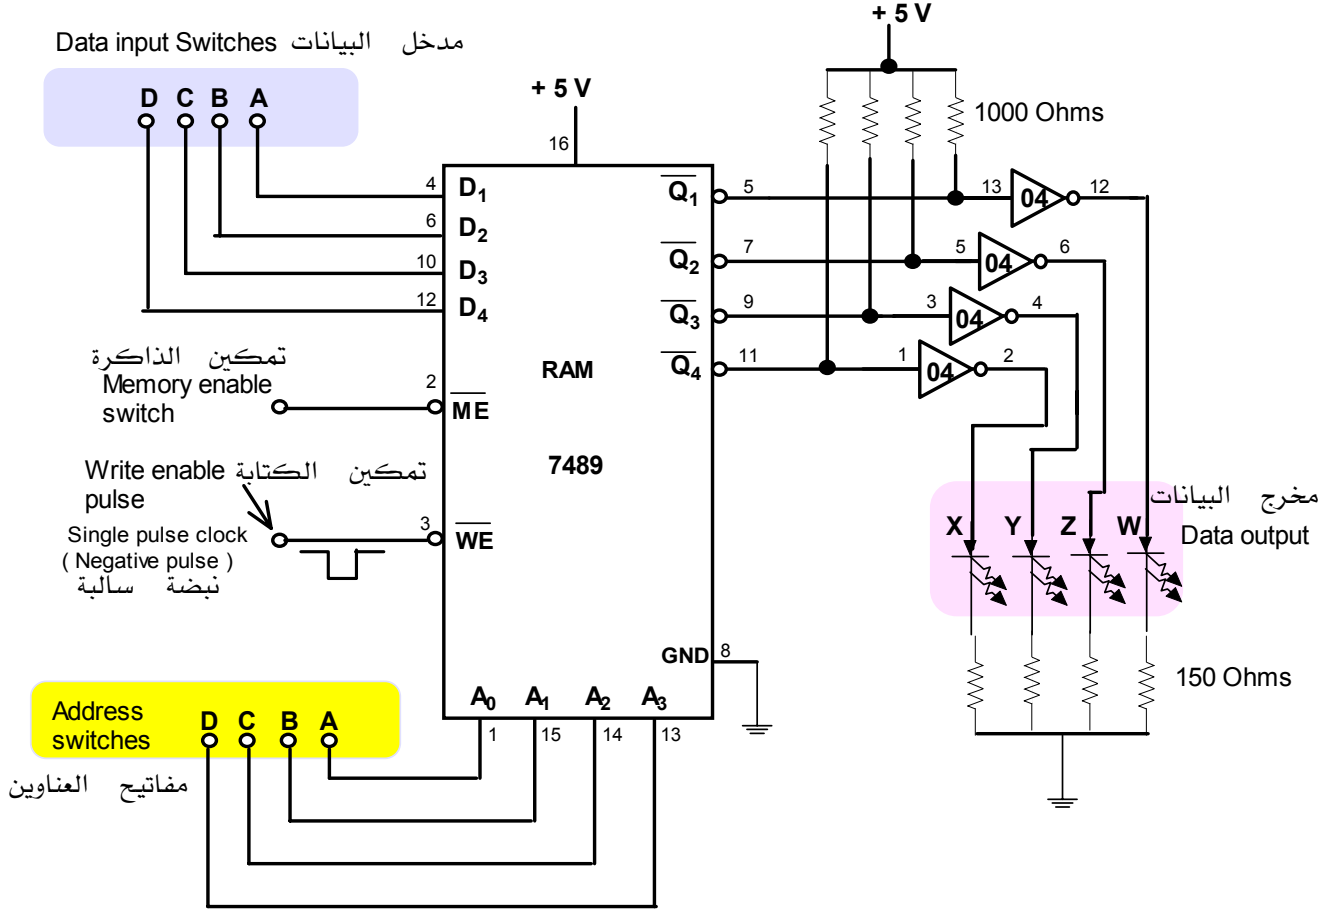 + 5 V
Data input Switches مدخل البيانات
D C B A
+ 5 V
1000 Ohms
16
4 D1 Q1 5 13 04 12
6 D2 Q2 7 5 04 6
10 D3 Q3 9 3 04 4
12 D4 Q4 11 1 04 2
تمكين الذاكرة
Memory enable
switch
2 ME
RAM
7489
Write enable تمكين الكتابة
pulse
Single pulse clock
( Negative pulse )
نبضة سالبة
3 WE
مخرج البيانات
X Y Z W Data output
150 Ohms
GND 8
A0 A1 A2 A3
1 15 14 13
Address
switches
D C B A
مفاتيح العناوين